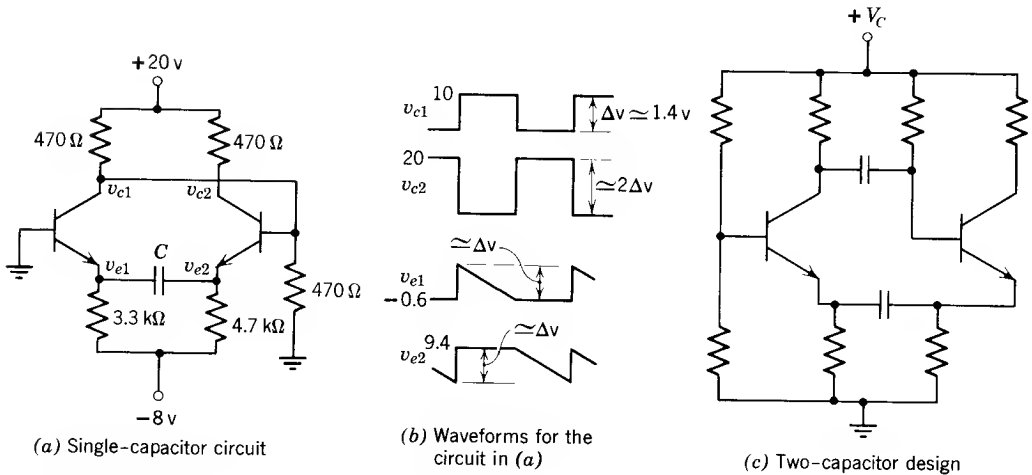 +20 v
470 Ω
470 Ω
v_c1
v_c2
C
v_e1
v_e2
3.3 kΩ
4.7 kΩ
470 Ω
−8 v
(a) Single-capacitor circuit
10
v_c1
Δv ≃ 1.4 v
20
v_c2
≃2Δv
≃Δv
v_e1
−0.6
≃Δv
9.4
v_e2
(b) Waveforms for the
circuit in (a)
+ V_C
(c) Two-capacitor design